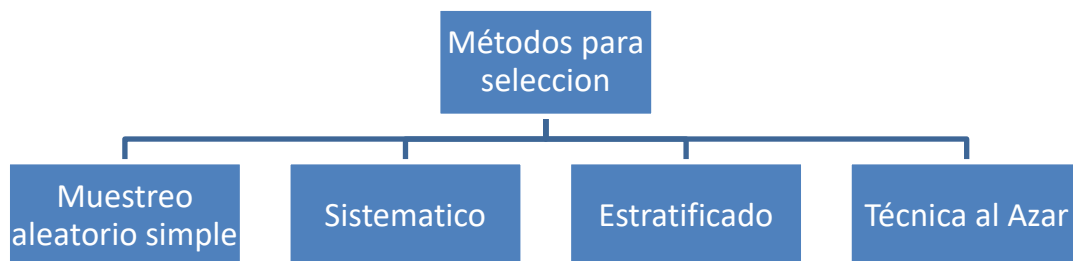 Métodos para
seleccion
Muestreo
aleatorio simple
Sistematico
Estratificado
Técnica al Azar